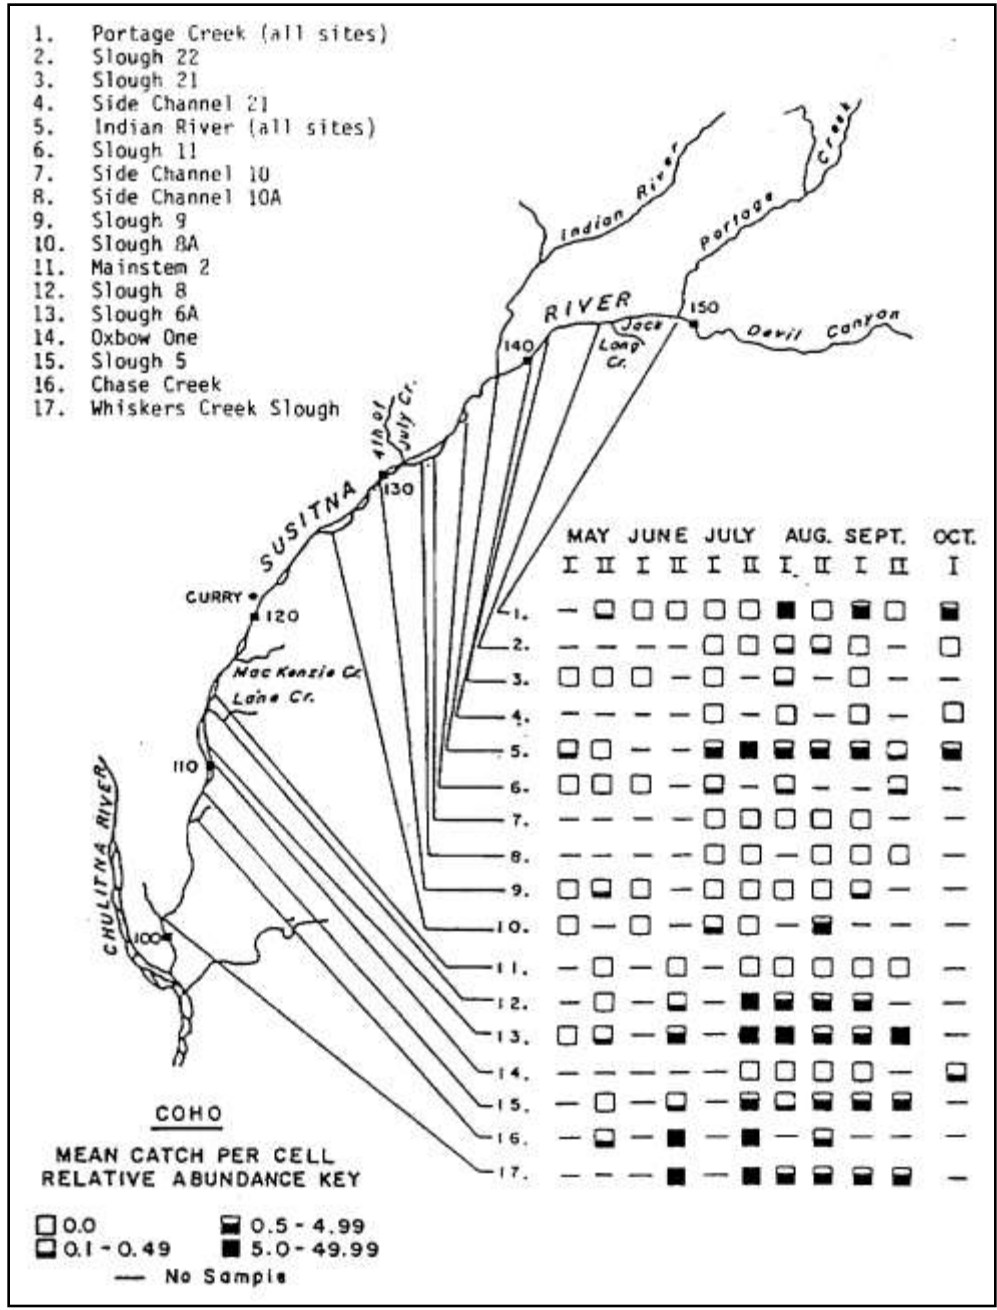 1. Portage Creek (all sites)
2. Slough 22
3. Slough 21
4. Side Channel 21
5. Indian River (all sites)
6. Slough 11
7. Side Channel 10
8. Side Channel 10A
9. Slough 9
10. Slough 8A
11. Mainstem 2
12. Slough 8
13. Slough 6A
14. Oxbow One
15. Slough 5
16. Chase Creek
17. Whiskers Creek Slough
Indian River
Portage Creek
RIVER
150
Jack
Long
Cr.
Devil Canyon
140
4th of
July Cr.
130
SUSITNA
CURRY
120
MacKenzie Cr.
Lane Cr.
110
CHULITNA RIVER
100
MAY JUNE JULY AUG. SEPT. OCT.
I II I II I II I II I II I
1. —
2. — — — — —
3. — — — — —
4. — — — — — — —
5. — —
6. — — — — —
7. — — — — — —
8. — — — — — —
9. — — —
10. — — — — —
11. — — — —
12. — — — — —
13. — — —
14. — — — — — —
15. — — — —
16. — — — — — — —
17. — — — — —
COHO
MEAN CATCH PER CELL
RELATIVE ABUNDANCE KEY
0.0 0.5 - 4.99
0.1 - 0.49 5.0 - 49.99
— No Sample